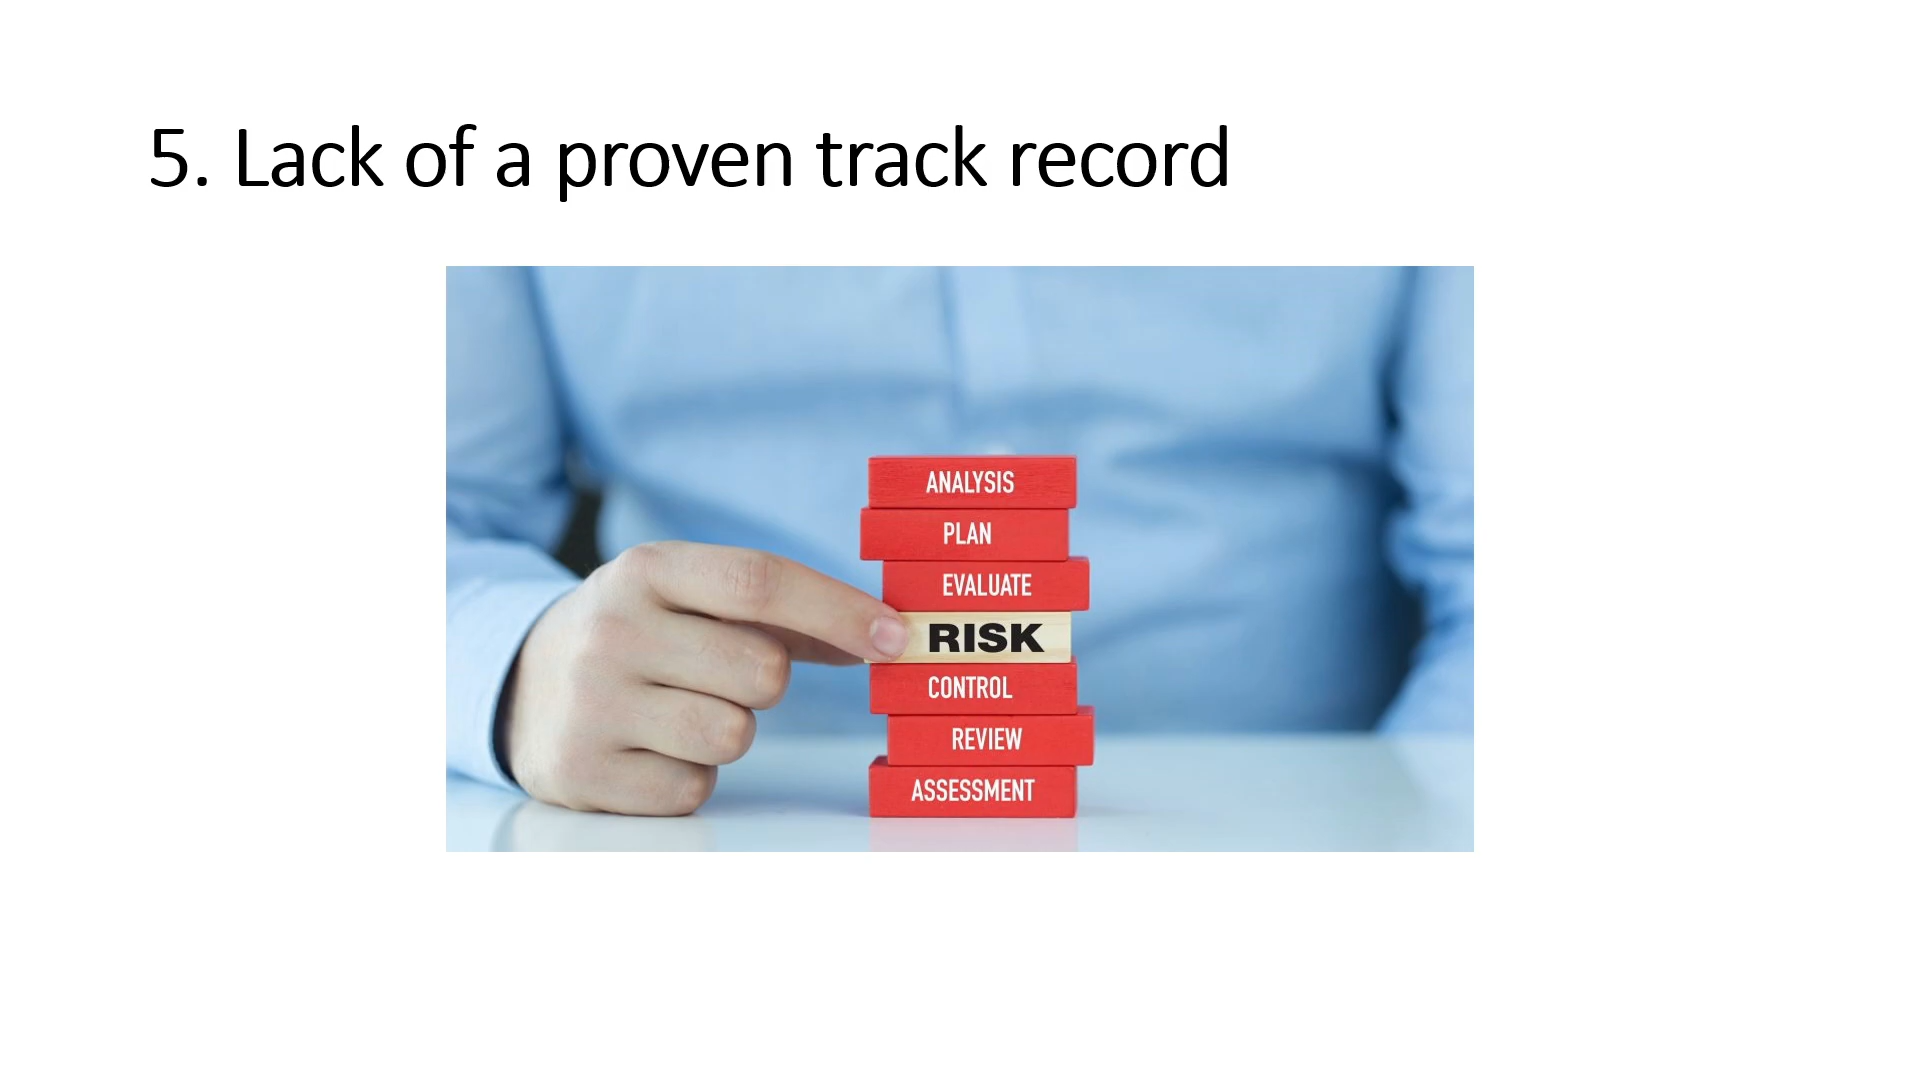 5. Lack of a proven track record
ANALYSIS
PLAN
EVALUATE
RISK
CONTROL
REVIEW
ASSESSMENT